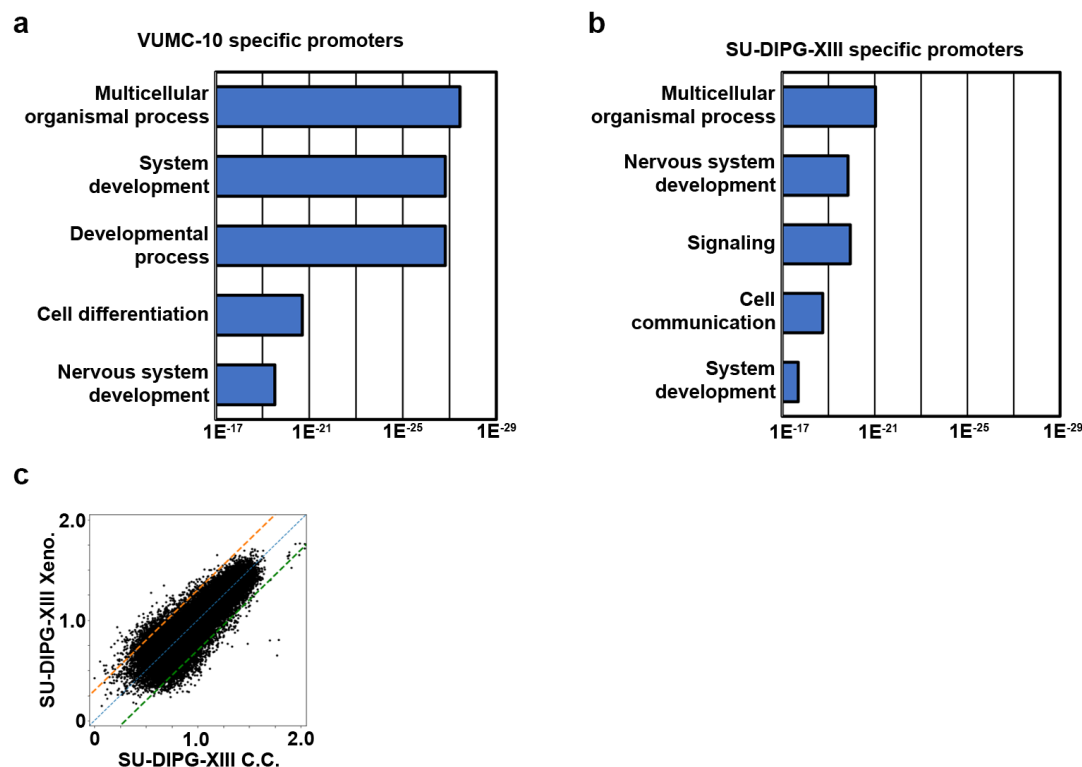 a
VUMC-10 specific promoters
Multicellular
organismal process
System
development
Developmental
process
Cell differentiation
Nervous system
development
1E-17 1E-21 1E-25 1E-29
b
SU-DIPG-XIII specific promoters
Multicellular
organismal process
Nervous system
development
Signaling
Cell
communication
System
development
1E-17 1E-21 1E-25 1E-29
c
SU-DIPG-XIII Xeno.
2.0
1.0
0
0 1.0 2.0
SU-DIPG-XIII C.C.